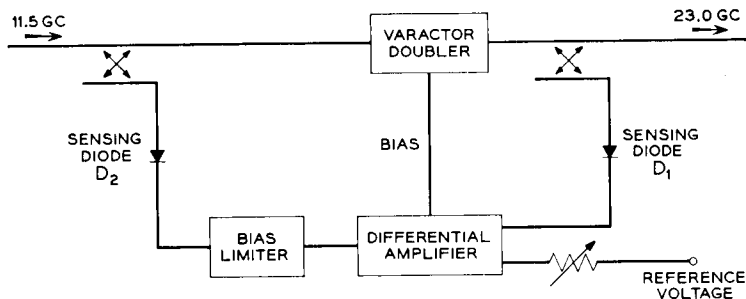 11.5 GC
VARACTOR
DOUBLER
23.0 GC
SENSING
DIODE
D2
BIAS
SENSING
DIODE
D1
BIAS
LIMITER
DIFFERENTIAL
AMPLIFIER
REFERENCE
VOLTAGE